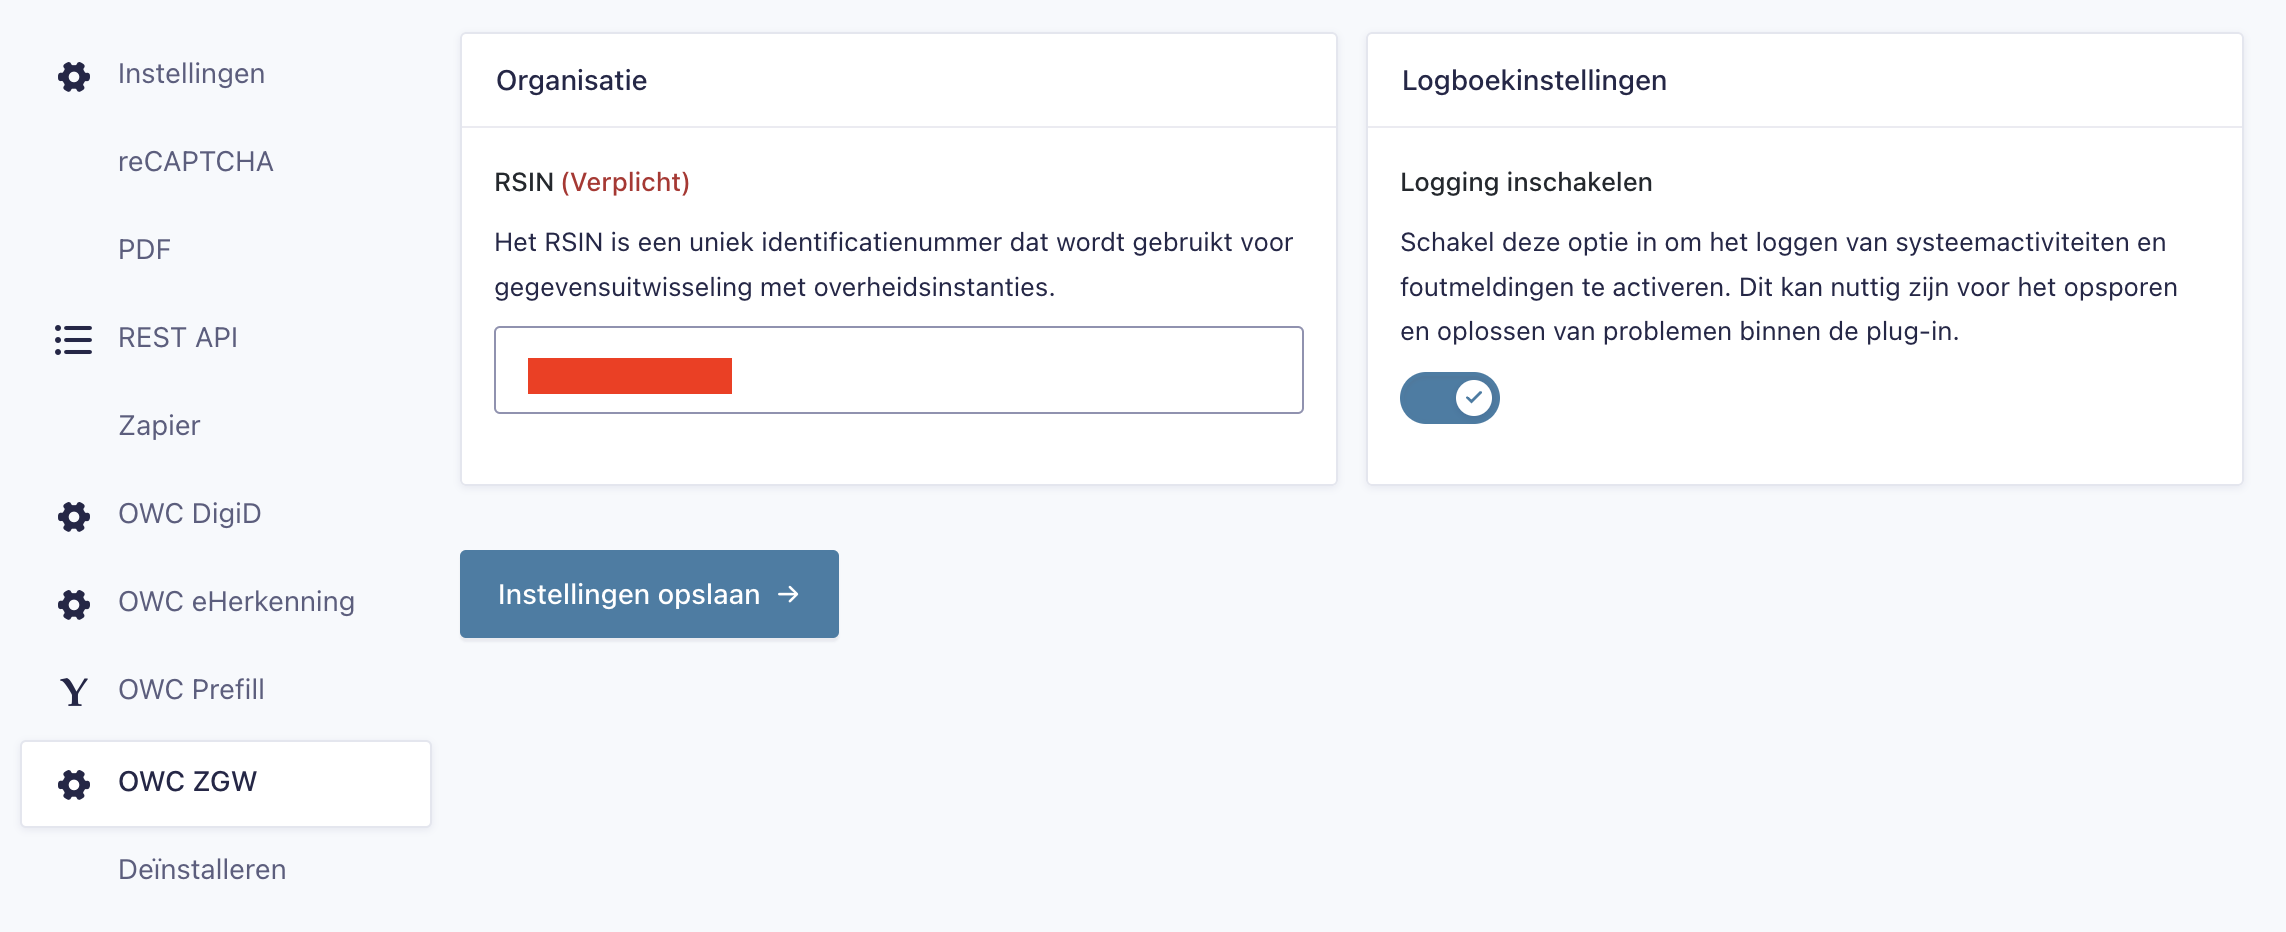 Instellingen
reCAPTCHA
PDF
REST API
Zapier
OWC DigiD
OWC eHerkenning
OWC Prefill
OWC ZGW
Deïnstalleren
Organisatie
RSIN (Verplicht)
Het RSIN is een uniek identificatienummer dat wordt gebruikt voor
gegevensuitwisseling met overheidsinstanties.
Logboekinstellingen
Logging inschakelen
Schakel deze optie in om het loggen van systeemactiviteiten en
foutmeldingen te activeren. Dit kan nuttig zijn voor het opsporen
en oplossen van problemen binnen de plug-in.
Instellingen opslaan →